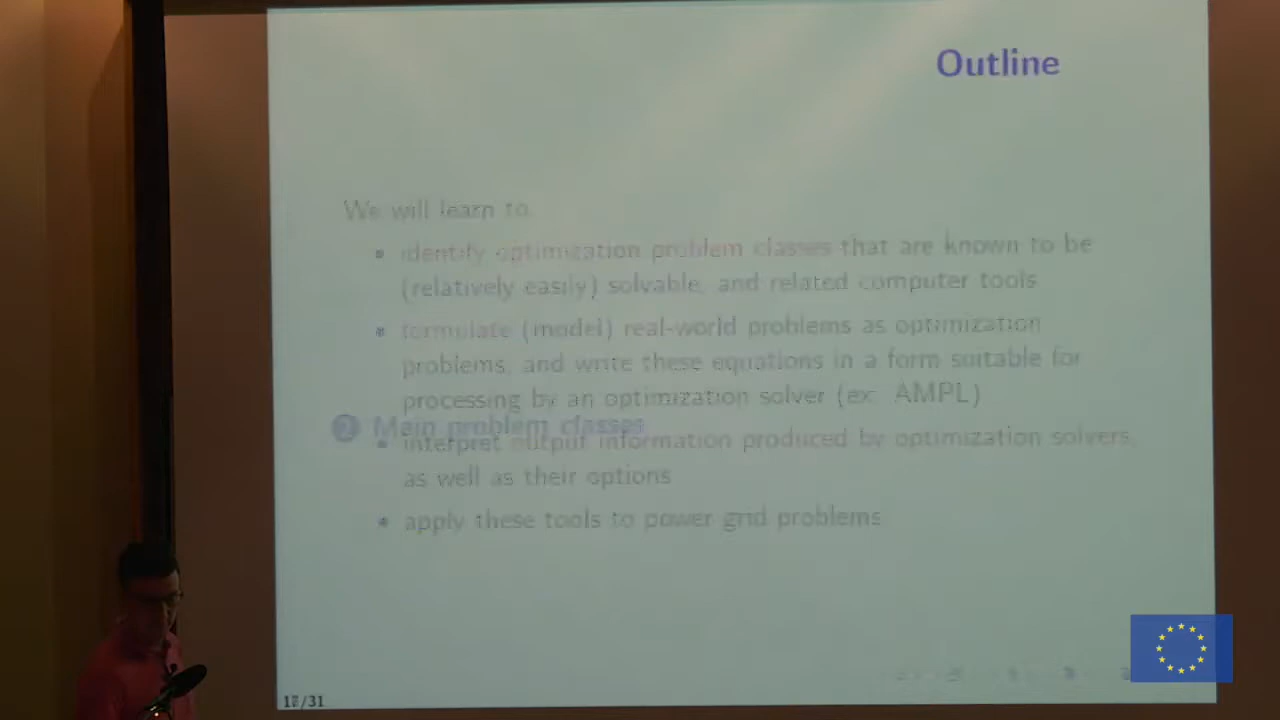 Outline
We will learn to
identify optimization problem classes that are known to be
(relatively easily) solvable, and related computer tools
formulate (model) real-world problems as optimization
problems, and write these equations in a form suitable for
processing by an optimization solver (ex: AMPL)
2 Main problem classes
interpret output information produced by optimization solvers,
as well as their options
apply these tools to power grid problems
/31